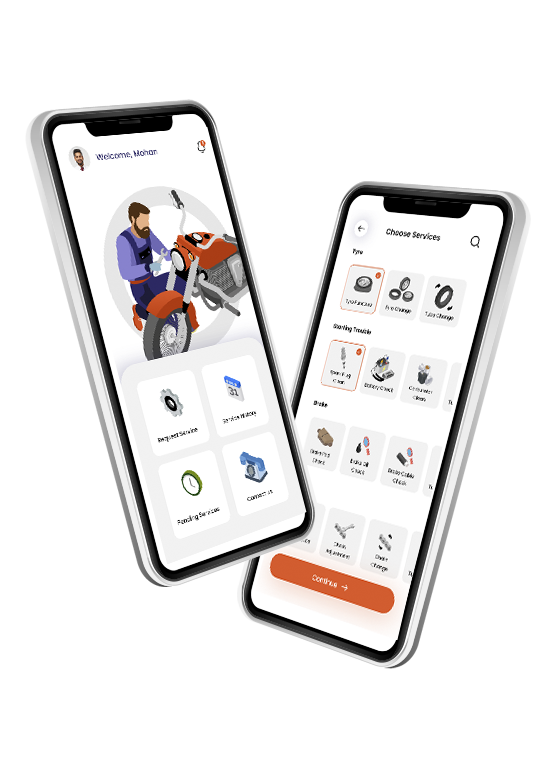 Welcome, Mohan
Request Service
Service History
31
Pending Services
Contact Us
Choose Services
Tyre
Tyre Puncture
Tyre Change
Tube Change
Starting Trouble
Spark Plug
Clean
Battery Check
Carburetor
Clean
Brake
Brake Pad
Check
Brake Oil
Check
Brake Cable
Check
Chain
Adjustment
Chain
Change
Continue →